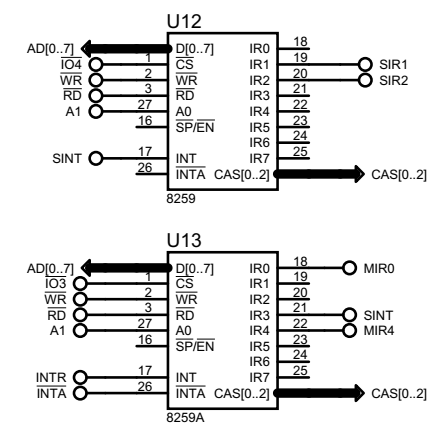 U12
AD[0..7] D[0..7] IR0 18
IO4 1 CS IR1 19 SIR1
WR 2 WR IR2 20 SIR2
RD 3 RD IR3 21
A1 27 A0 IR4 22
16 SP/EN IR5 23
IR6 24
SINT 17 INT IR7 25
26 INTA CAS[0..2] CAS[0..2]
8259
U13
AD[0..7] D[0..7] IR0 18 MIR0
IO3 1 CS IR1 19
WR 2 WR IR2 20
RD 3 RD IR3 21 SINT
A1 27 A0 IR4 22 MIR4
16 SP/EN IR5 23
IR6 24
INTR 17 INT IR7 25
INTA 26 INTA CAS[0..2] CAS[0..2]
8259A